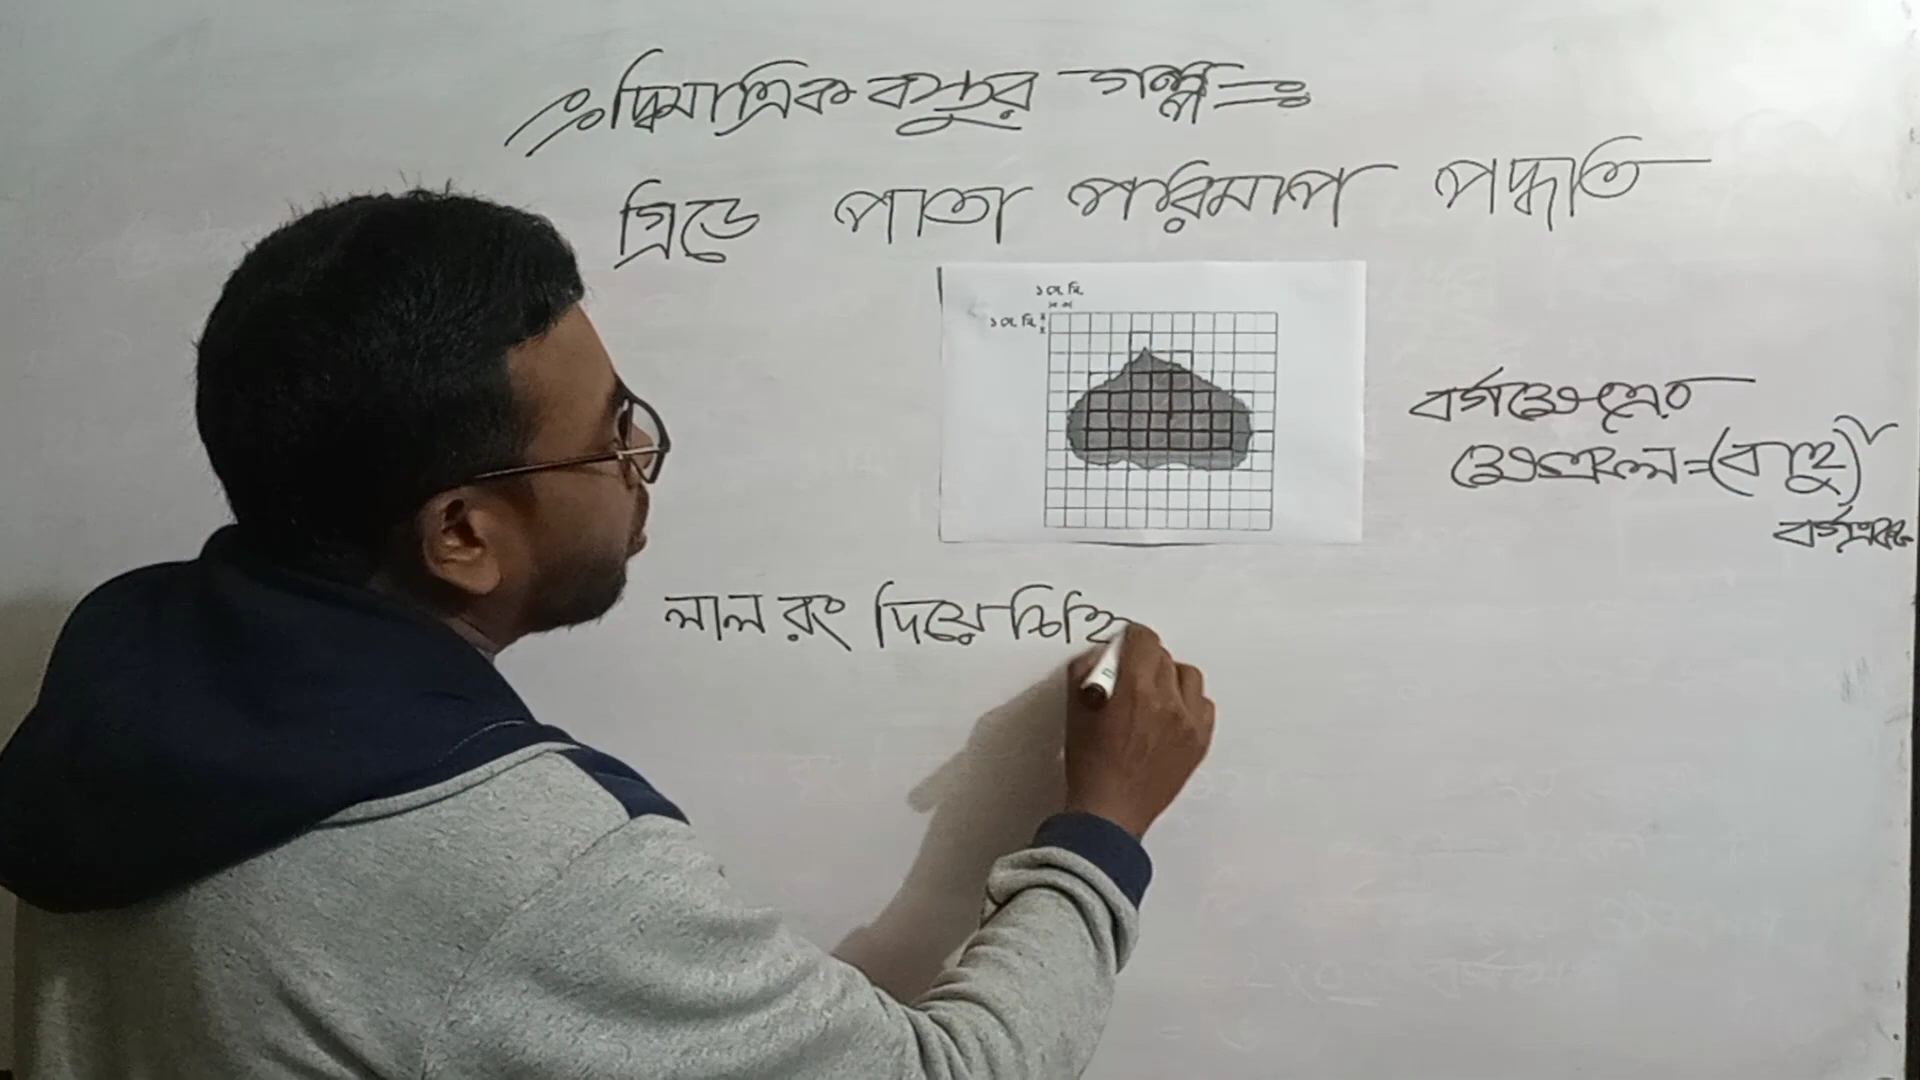 দ্বিমাত্রিক বস্তুর গল্প
গ্রিডে পাতা পরিমাপ পদ্ধতি
১ সে. মি.
১ সে. মি.
বর্গক্ষেত্রের
ক্ষেত্রফল = (বাহু)²
বর্গএকক
লাল রং দিয়ে চিহ্নি